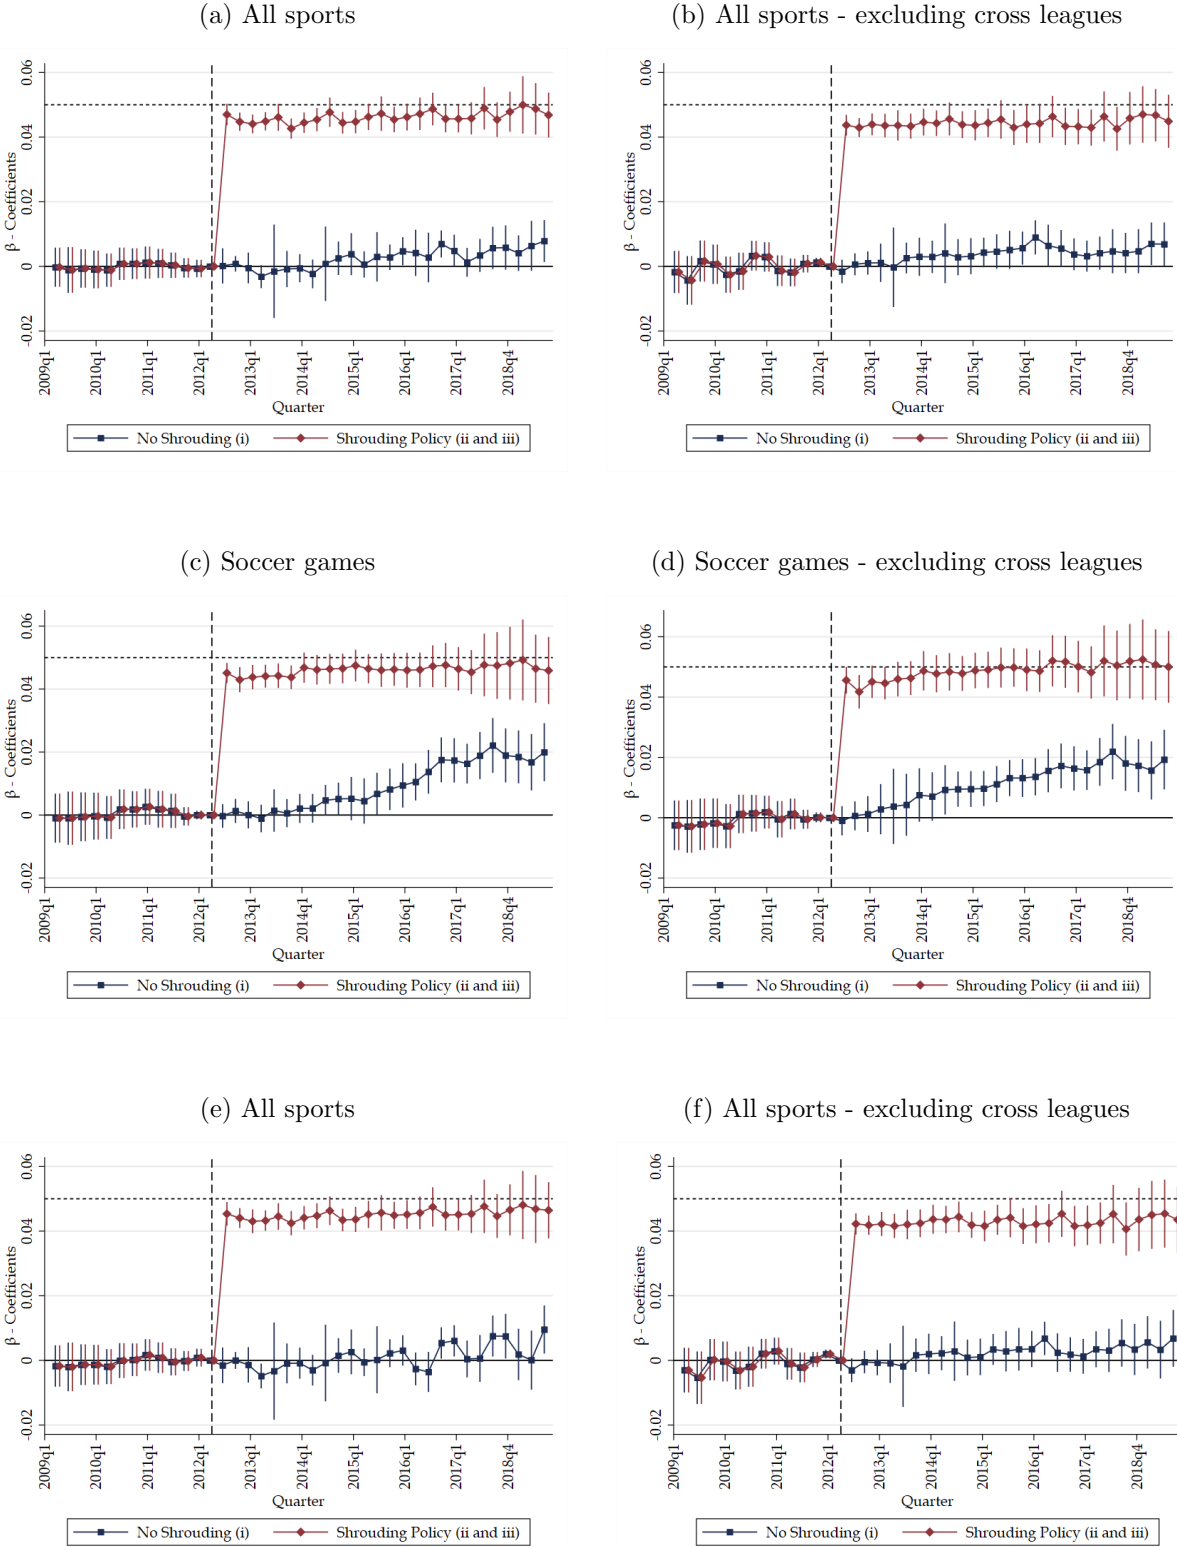 (a) All sports
(b) All sports - excluding cross leagues
β - Coefficients
-0.02 0 0.02 0.04 0.06
2009q1 2010q1 2011q1 2012q1 2013q1 2014q1 2015q1 2016q1 2017q1 2018q4
Quarter
No Shrouding (i) Shrouding Policy (ii and iii)
β - Coefficients
-0.02 0 0.02 0.04 0.06
2009q1 2010q1 2011q1 2012q1 2013q1 2014q1 2015q1 2016q1 2017q1 2018q4
Quarter
No Shrouding (i) Shrouding Policy (ii and iii)
(c) Soccer games
(d) Soccer games - excluding cross leagues
β - Coefficients
-0.02 0 0.02 0.04 0.06
2009q1 2010q1 2011q1 2012q1 2013q1 2014q1 2015q1 2016q1 2017q1 2018q4
Quarter
No Shrouding (i) Shrouding Policy (ii and iii)
β - Coefficients
-0.02 0 0.02 0.04 0.06
2009q1 2010q1 2011q1 2012q1 2013q1 2014q1 2015q1 2016q1 2017q1 2018q4
Quarter
No Shrouding (i) Shrouding Policy (ii and iii)
(e) All sports
(f) All sports - excluding cross leagues
β - Coefficients
-0.02 0 0.02 0.04 0.06
2009q1 2010q1 2011q1 2012q1 2013q1 2014q1 2015q1 2016q1 2017q1 2018q4
Quarter
No Shrouding (i) Shrouding Policy (ii and iii)
β - Coefficients
-0.02 0 0.02 0.04 0.06
2009q1 2010q1 2011q1 2012q1 2013q1 2014q1 2015q1 2016q1 2017q1 2018q4
Quarter
No Shrouding (i) Shrouding Policy (ii and iii)